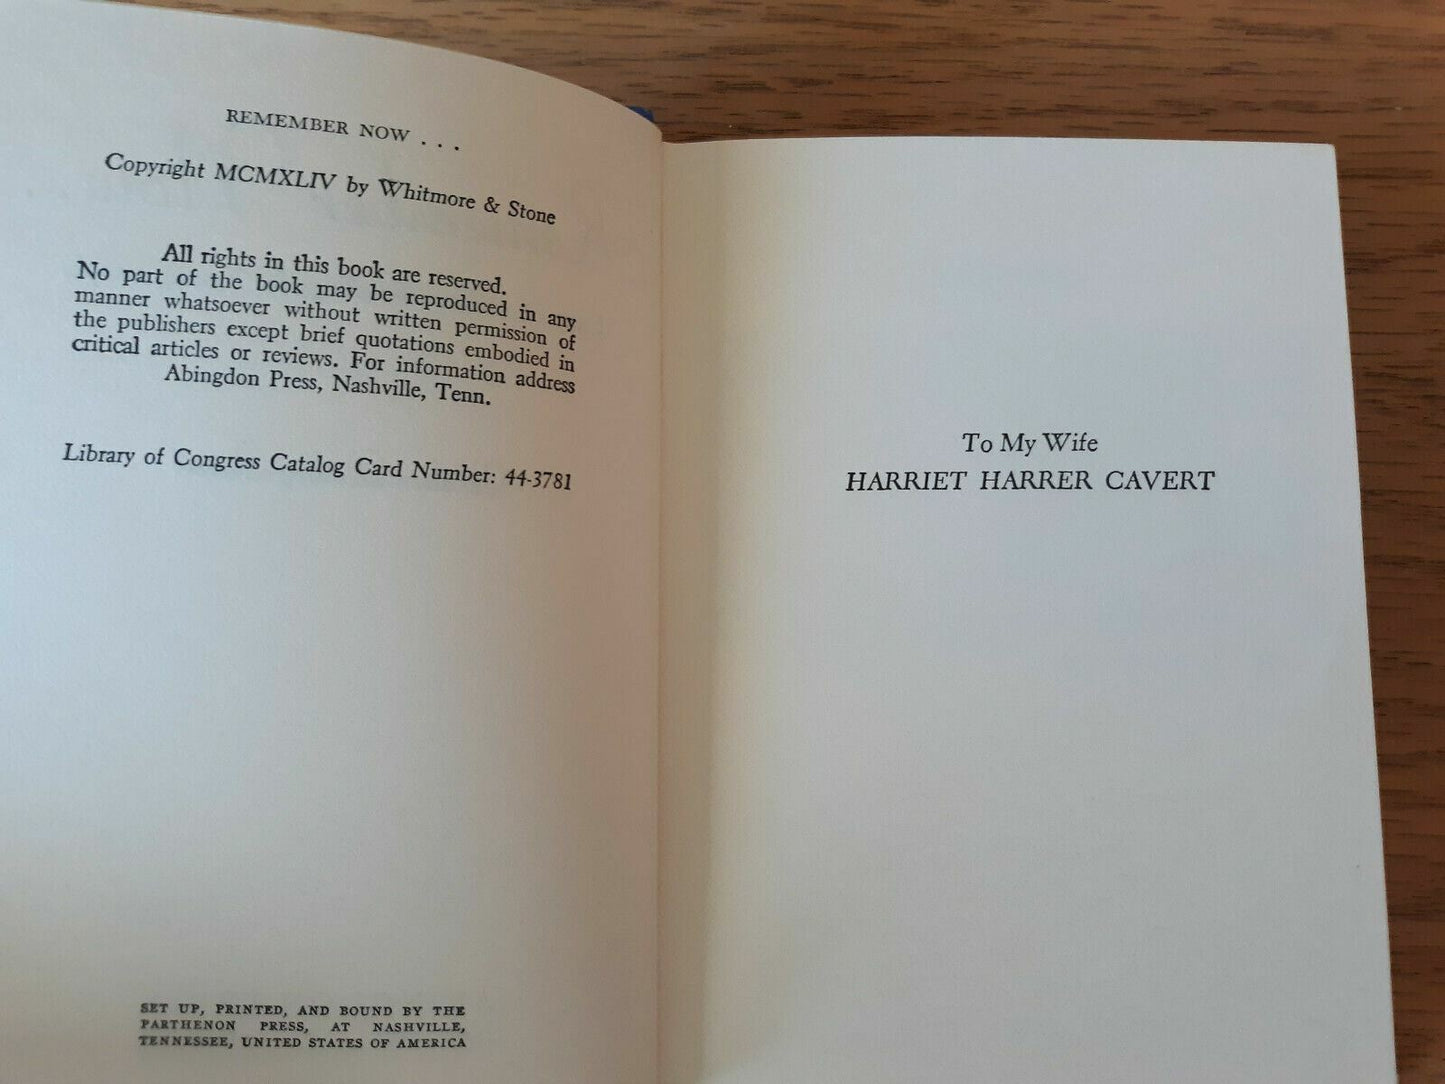 REMEMBER NOW . . .
Copyright MCMXLIV by Whitmore & Stone
All rights in this book are reserved.
No part of the book may be reproduced in any
manner whatsoever without written permission of
the publishers except brief quotations embodied in
critical articles or reviews. For information address
Abingdon Press, Nashville, Tenn.
Library of Congress Catalog Card Number: 44-3781
SET UP, PRINTED, AND BOUND BY THE
PARTHENON PRESS, AT NASHVILLE,
TENNESSEE, UNITED STATES OF AMERICA
To My Wife
HARRIET HARRER CAVERT